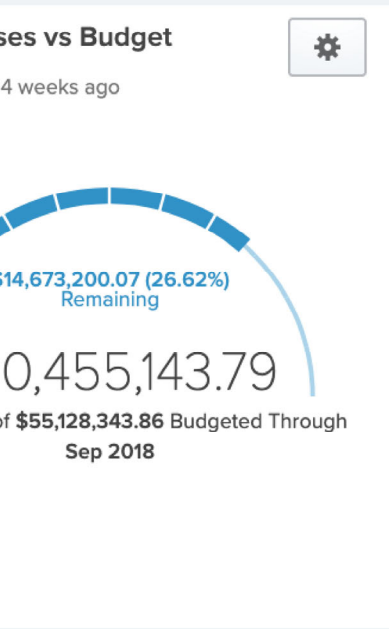 ses vs Budget
4 weeks ago
$14,673,200.07 (26.62%)
Remaining
0,455,143.79
of $55,128,343.86 Budgeted Through
Sep 2018